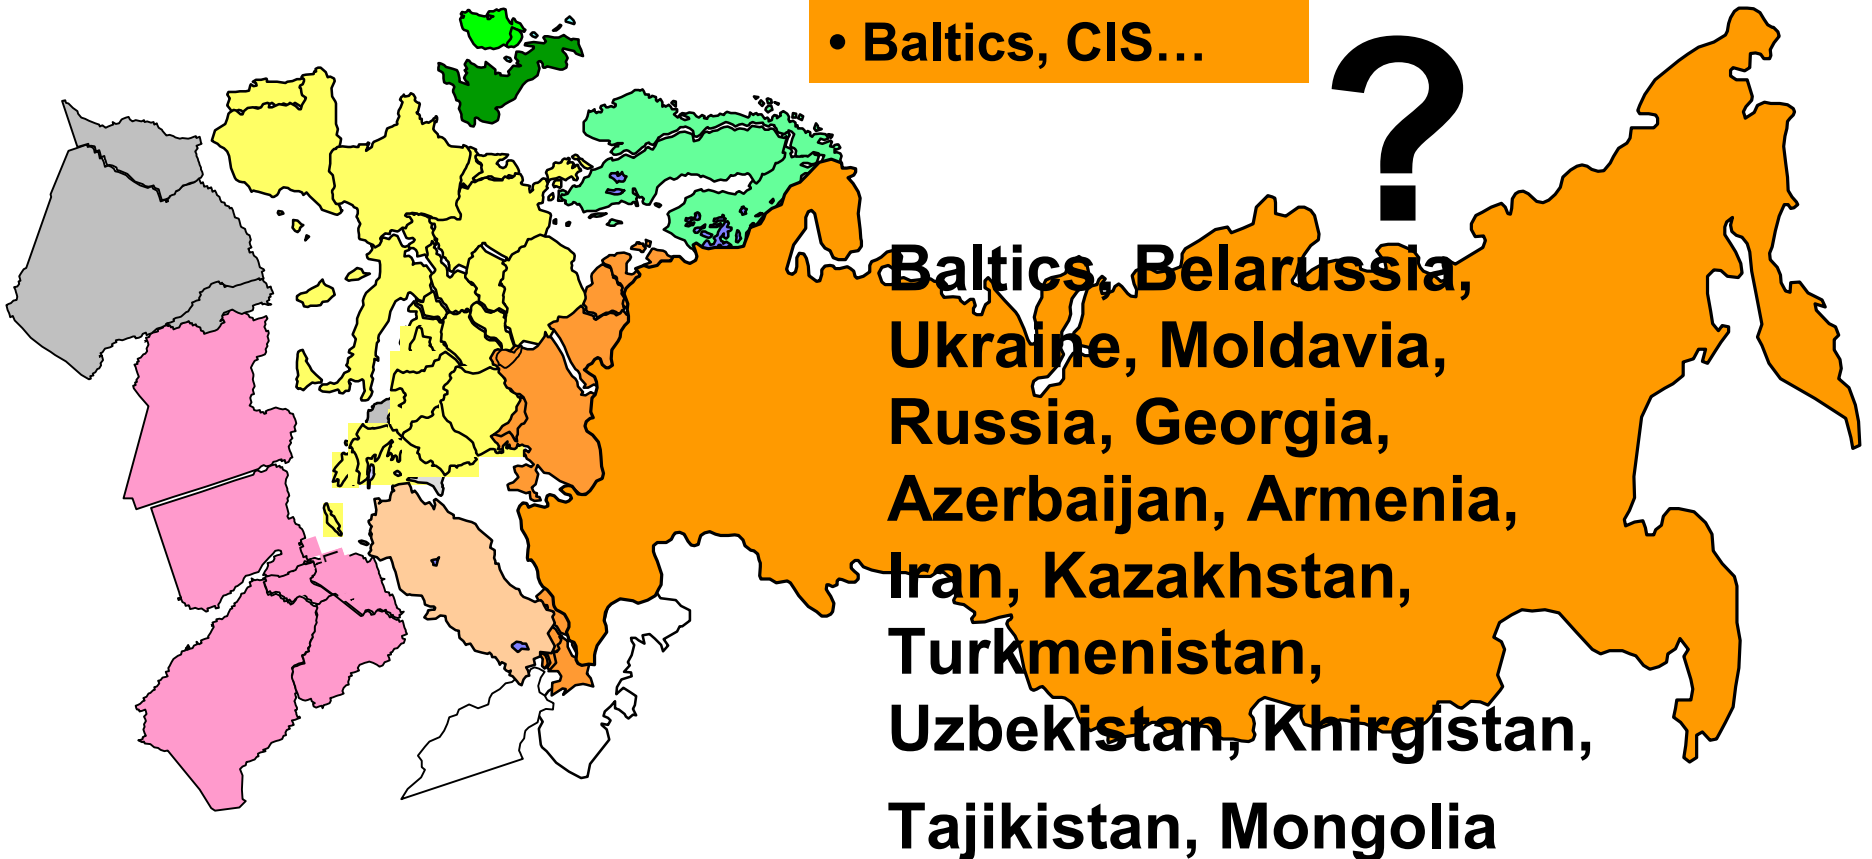 • Baltics, CIS…
?
Baltics, Belarussia,
Ukraine, Moldavia,
Russia, Georgia,
Azerbaijan, Armenia,
Iran, Kazakhstan,
Turkmenistan,
Uzbekistan, Khirgistan,
Tajikistan, Mongolia